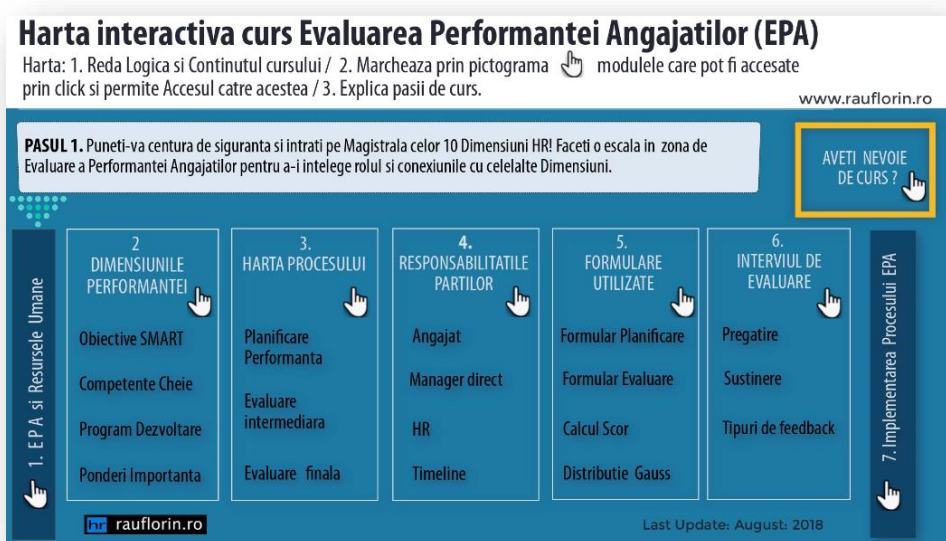 Harta interactiva curs Evaluarea Performantei Angajatilor (EPA)
Harta: 1. Reda Logica si Continutul cursului / 2. Marcheaza prin pictograma modulele care pot fi accesate
prin click si permite Accesul catre acestea / 3. Explica pasii de curs.
www.rauflorin.ro
PASUL 1. Puneti-va centura de siguranta si intrati pe Magistrala celor 10 Dimensiuni HR! Faceti o escala in zona de
Evaluare a Performantei Angajatilor pentru a-i intelege rolul si conexiunile cu celelalte Dimensiuni.
AVETI NEVOIE
DE CURS ?
1. E P A si Resursele Umane
2
DIMENSIUNILE
PERFORMANTEI
Obiective SMART
Competente Cheie
Program Dezvoltare
Ponderi Importanta
3.
HARTA PROCESULUI
Planificare
Performanta
Evaluare
intermediara
Evaluare finala
4.
RESPONSABILITATILE
PARTILOR
Angajat
Manager direct
HR
Timeline
5.
FORMULARE
UTILIZATE
Formular Planificare
Formular Evaluare
Calcul Scor
Distributie Gauss
6.
INTERVIUL DE
EVALUARE
Pregatire
Sustinere
Tipuri de feedback
7. Implementarea Procesului EPA
hr rauflorin.ro
Last Update: August: 2018